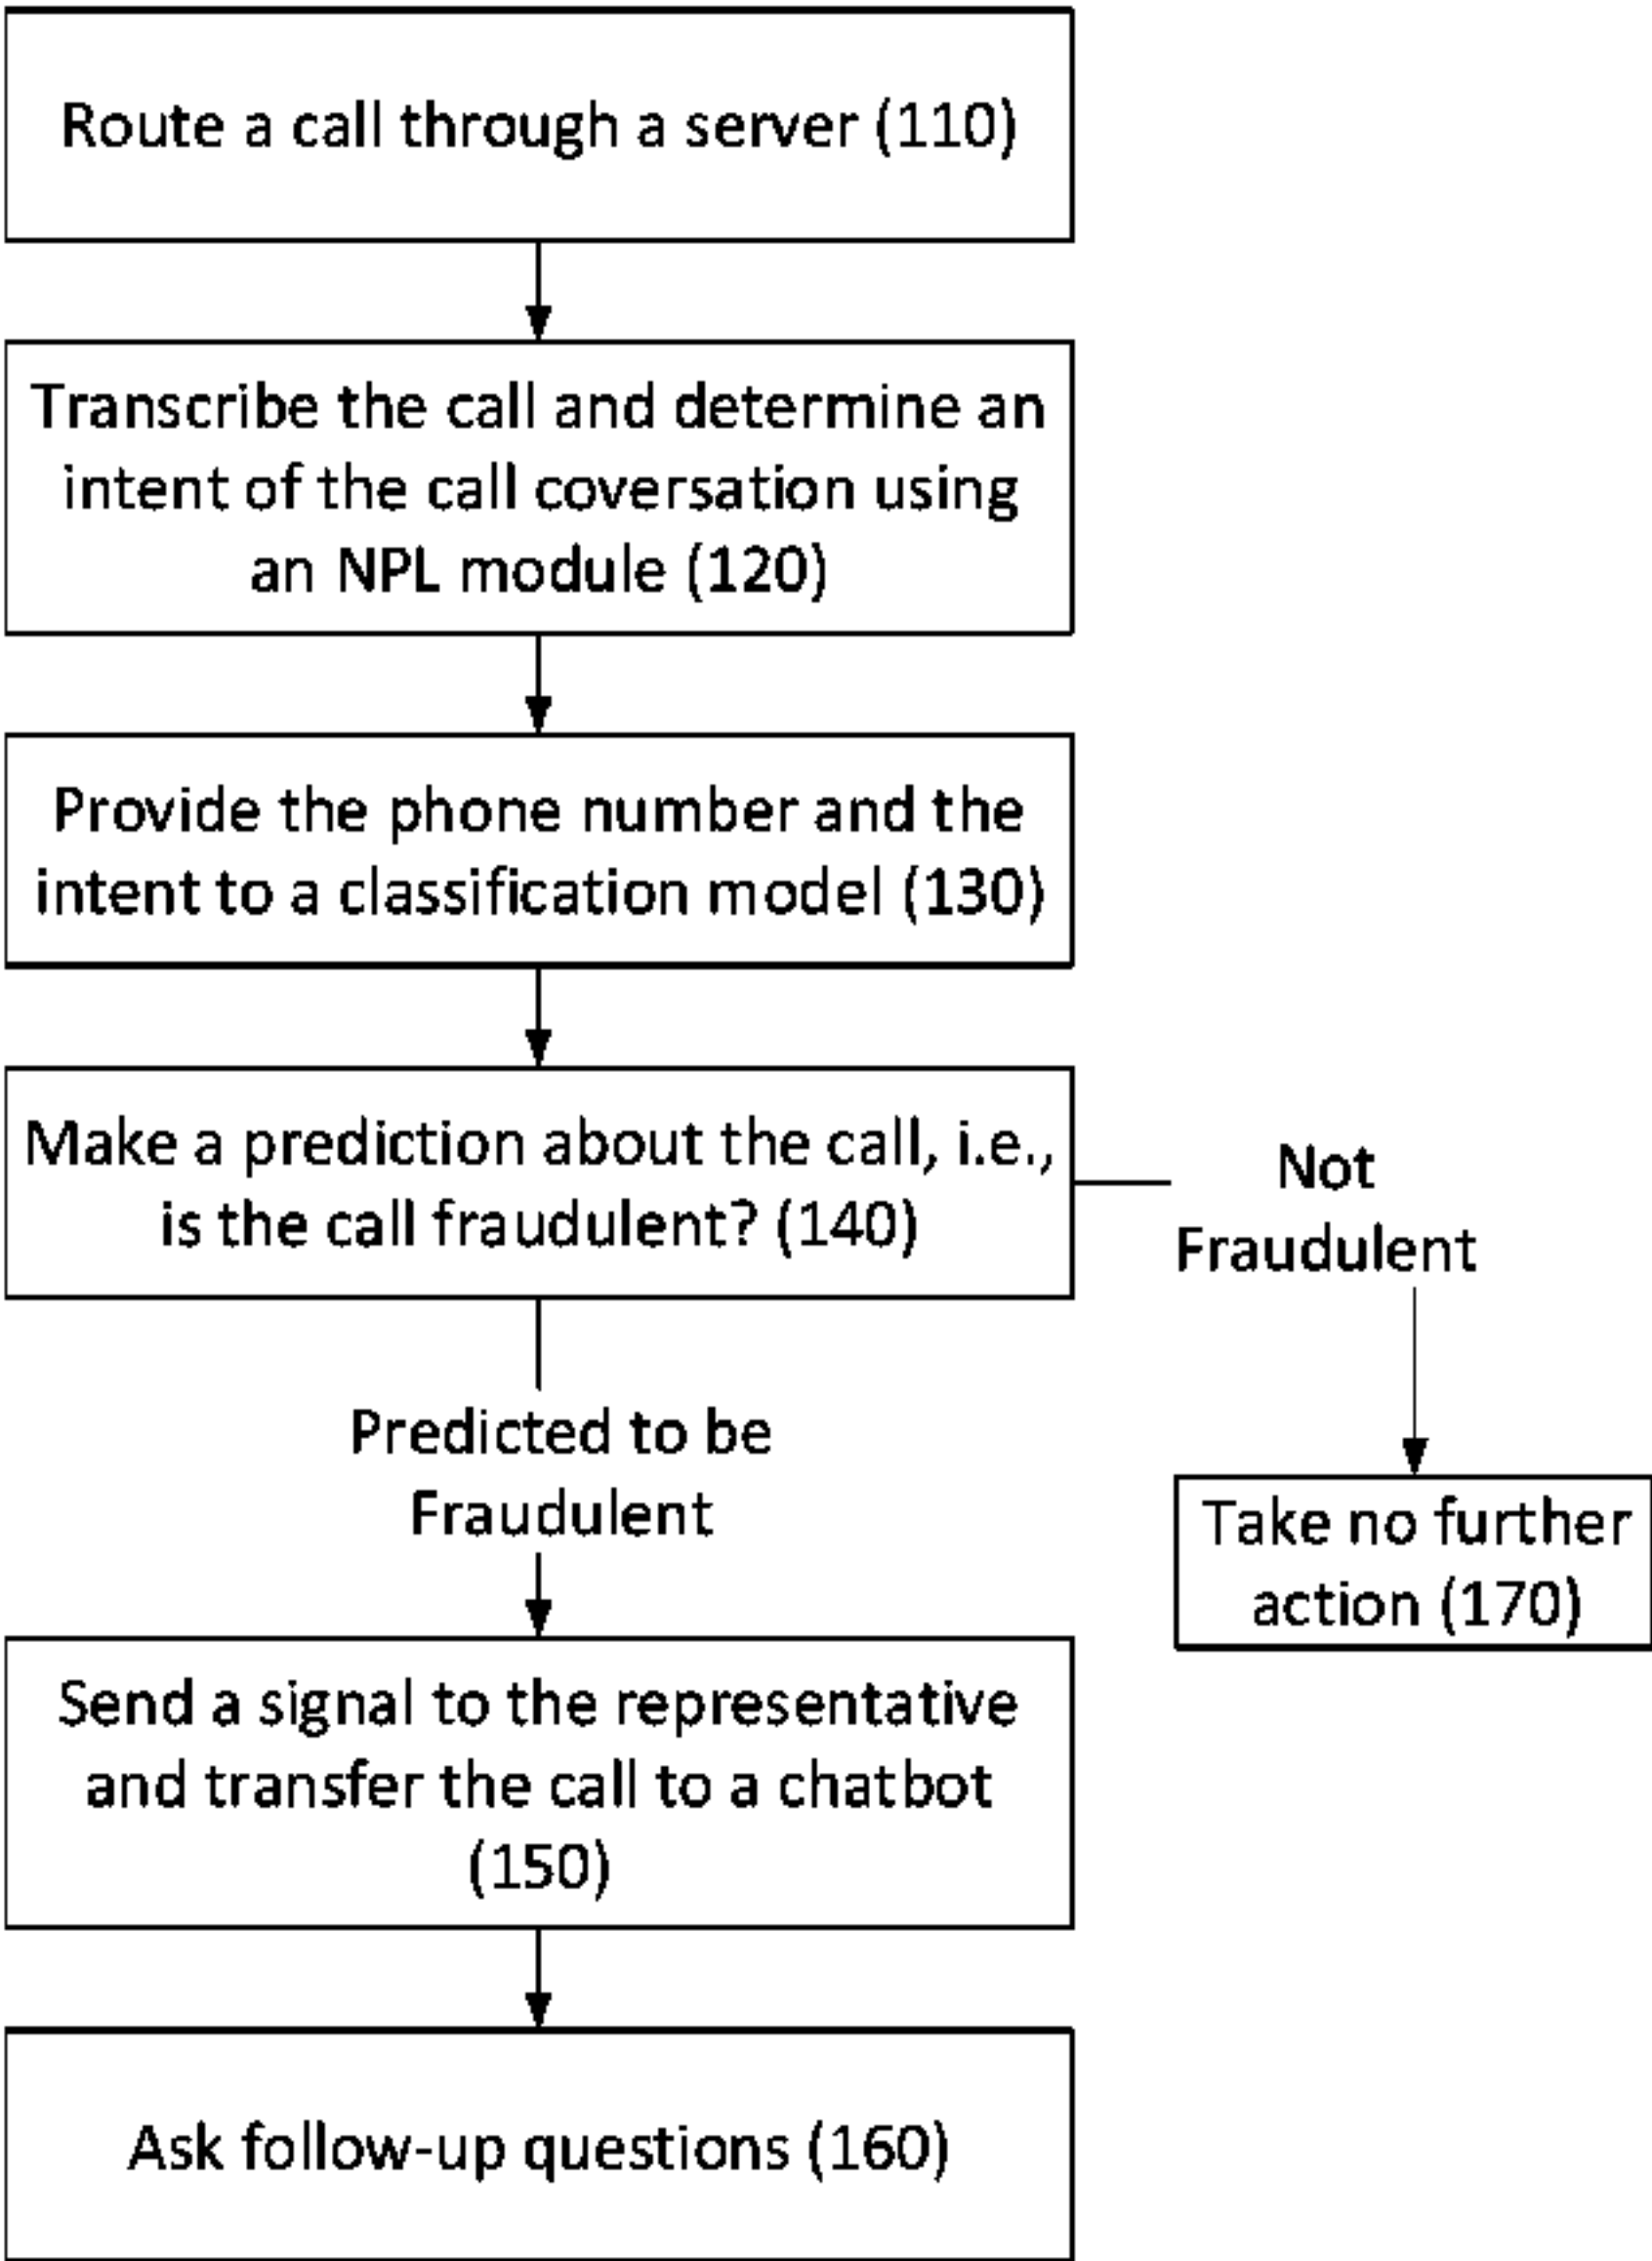 Route a call through a server (110)
Transcribe the call and determine an
intent of the call coversation using
an NPL module (120)
Provide the phone number and the
intent to a classification model (130)
Make a prediction about the call, i.e.,
is the call fraudulent? (140)
Not
Fraudulent
Predicted to be
Fraudulent
Take no further
action (170)
Send a signal to the representative
and transfer the call to a chatbot
(150)
Ask follow-up questions (160)